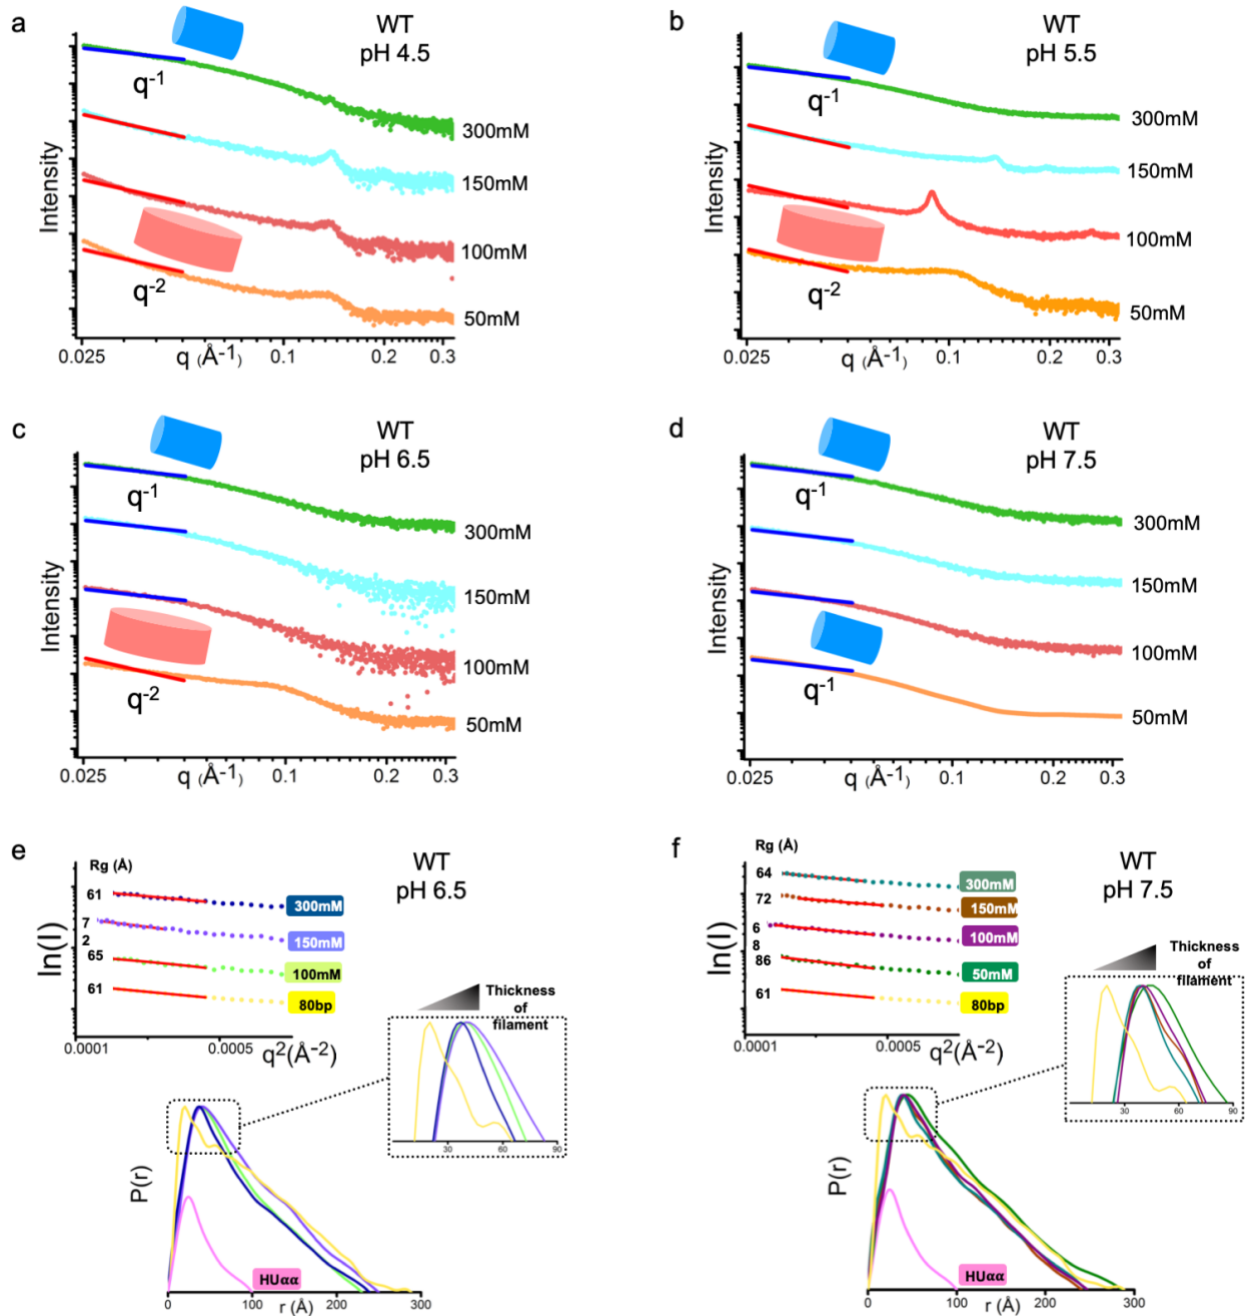 a
WT
pH 4.5
q-1
q-2
300mM
150mM
100mM
50mM
Intensity
0.025
q (Å-1)
0.1
0.2
0.3
b
WT
pH 5.5
q-1
q-2
300mM
150mM
100mM
50mM
Intensity
0.025
q (Å-1)
0.1
0.2
0.3
c
WT
pH 6.5
q-1
q-2
300mM
150mM
100mM
50mM
Intensity
0.025
q (Å-1)
0.1
0.2
0.3
d
WT
pH 7.5
q-1
q-1
300mM
150mM
100mM
50mM
Intensity
0.025
q (Å-1)
0.1
0.2
0.3
e
WT
pH 6.5
Rg (Å)
61
300mM
7
2
150mM
65
100mM
61
80bp
ln(I)
0.0001
0.0005
q2(Å-2)
Thickness
of
filament
30
60
90
P(r)
HUαα
0
100
200
300
r (Å)
f
WT
pH 7.5
Rg (Å)
64
300mM
72
150mM
6
8
100mM
86
50mM
61
80bp
ln(I)
0.0001
0.0005
q2(Å-2)
Thickness
of
filament
30
60
90
P(r)
HUαα
0
100
200
300
r (Å)